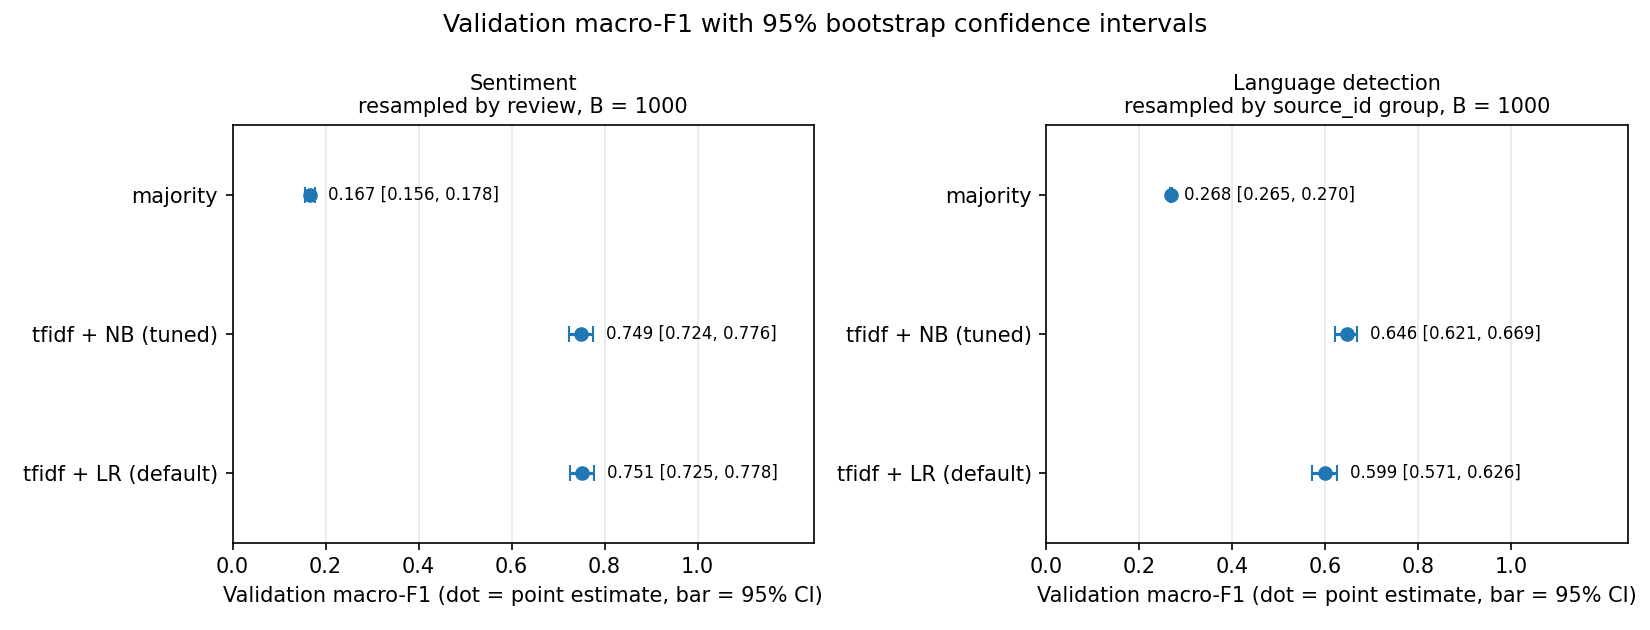 Validation macro-F1 with 95% bootstrap confidence intervals
Sentiment
resampled by review, B = 1000
majority
0.167 [0.156, 0.178]
tfidf + NB (tuned)
0.749 [0.724, 0.776]
tfidf + LR (default)
0.751 [0.725, 0.778]
0.0 0.2 0.4 0.6 0.8 1.0
Validation macro-F1 (dot = point estimate, bar = 95% CI)
Language detection
resampled by source_id group, B = 1000
majority
0.268 [0.265, 0.270]
tfidf + NB (tuned)
0.646 [0.621, 0.669]
tfidf + LR (default)
0.599 [0.571, 0.626]
0.0 0.2 0.4 0.6 0.8 1.0
Validation macro-F1 (dot = point estimate, bar = 95% CI)